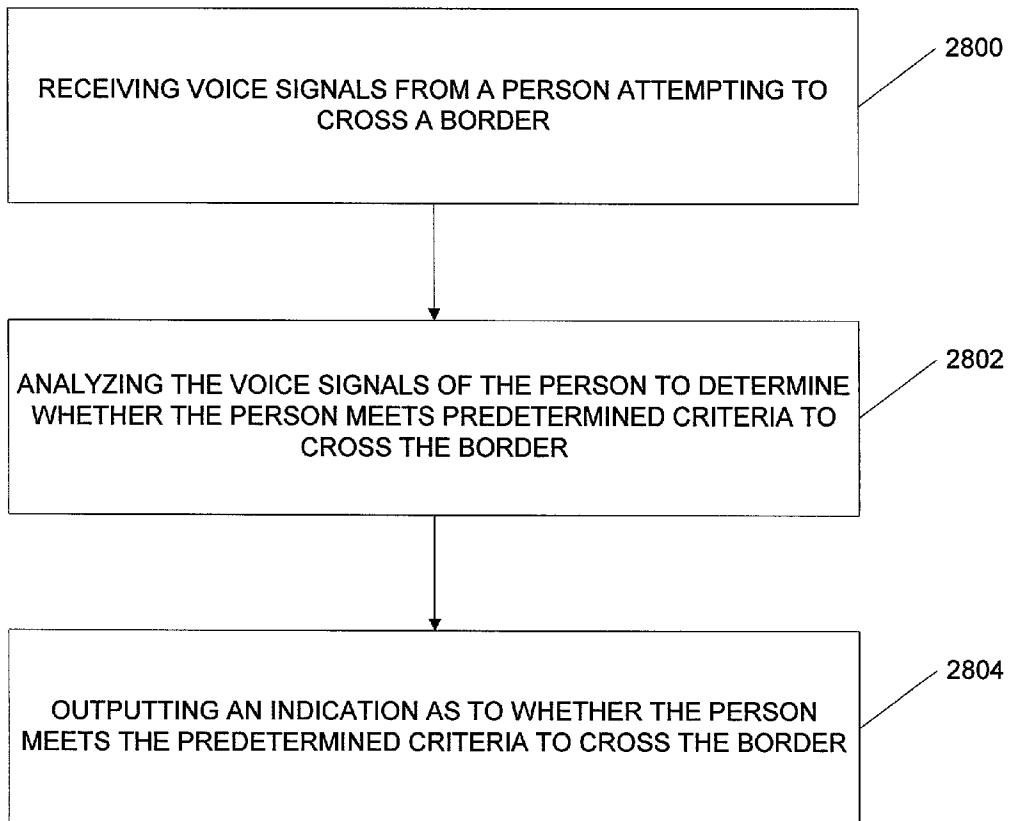 RECEIVING VOICE SIGNALS FROM A PERSON ATTEMPTING TO
CROSS A BORDER
2800
ANALYZING THE VOICE SIGNALS OF THE PERSON TO DETERMINE
WHETHER THE PERSON MEETS PREDETERMINED CRITERIA TO
CROSS THE BORDER
2802
OUTPUTTING AN INDICATION AS TO WHETHER THE PERSON
MEETS THE PREDETERMINED CRITERIA TO CROSS THE BORDER
2804